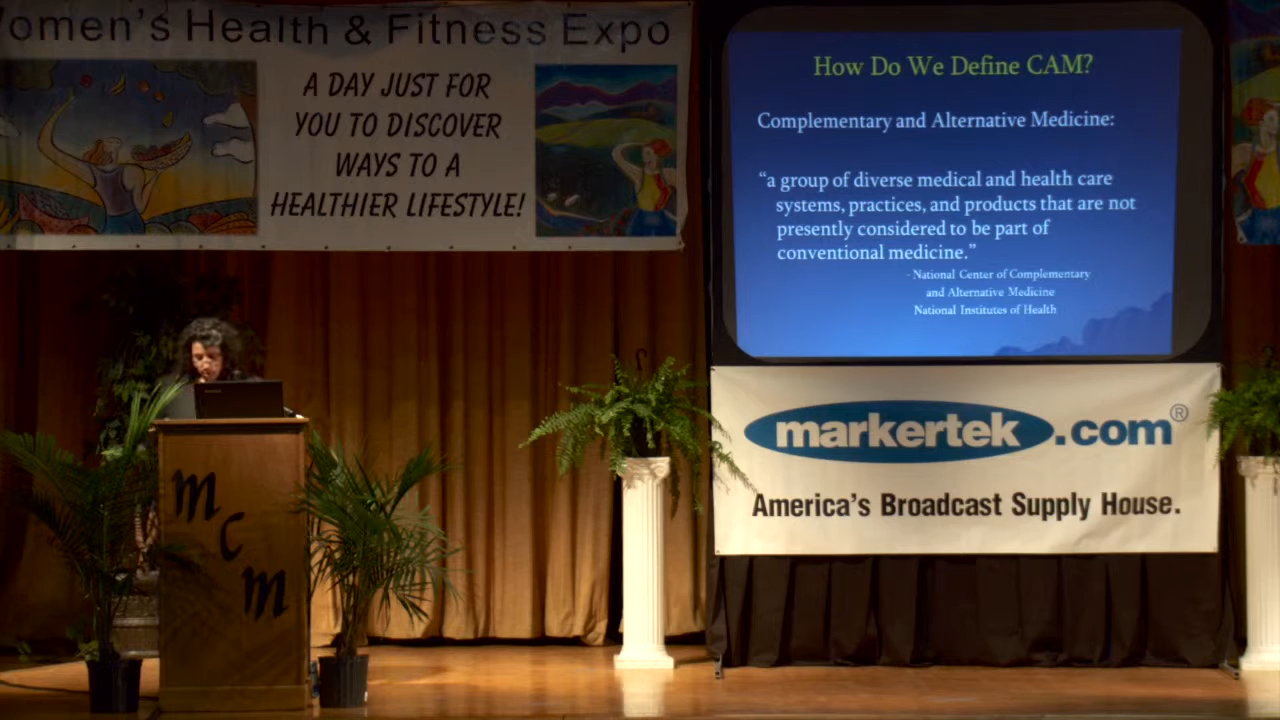 omen's Health & Fitness Expo
A DAY JUST FOR
YOU TO DISCOVER
WAYS TO A
HEALTHIER LIFESTYLE!
How Do We Define CAM?
Complementary and Alternative Medicine:
“a group of diverse medical and health care
systems, practices, and products that are not
presently considered to be part of
conventional medicine.”
- National Center of Complementary
and Alternative Medicine
National Institutes of Health
markertek.com®
America's Broadcast Supply House.
m
c
m